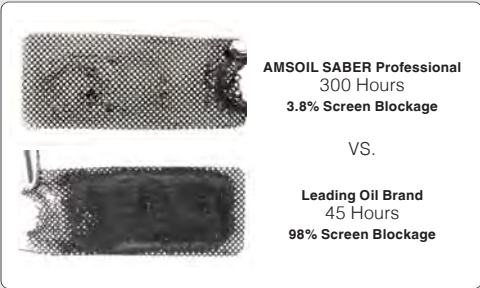 AMSOIL SABER Professional
300 Hours
3.8% Screen Blockage
VS.
Leading Oil Brand
45 Hours
98% Screen Blockage